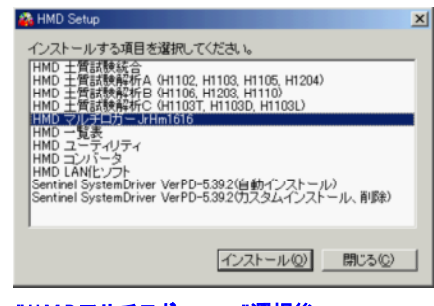 HMD Setup
インストールする項目を選択してください。
HMD 土質試験統合
HMD 土質試験解析A (H1102, H1103, H1105, H1204)
HMD 土質試験解析B (H1106, H1203, H1110)
HMD 土質試験解析C (H1103T, H1103D, H1103L)
HMD マルチロガーJrHm1616
HMD 一覧表
HMD ユーティリティ
HMD コンバータ
HMD LAN化ソフト
Sentinel SystemDriver VerPD-5.39.2(自動インストール)
Sentinel SystemDriver VerPD-5.39.2(カスタムインストール、削除)
インストール(O) 閉じる(C)